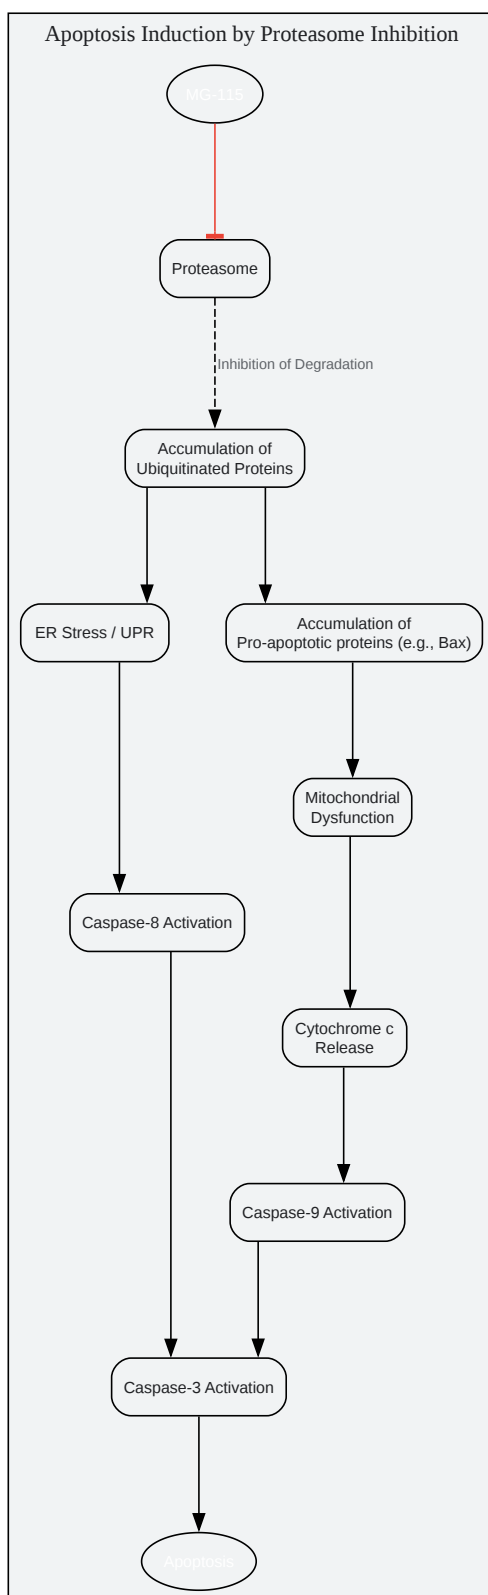 Apoptosis Induction by Proteasome Inhibition
MG-115
Proteasome
Inhibition of Degradation
Accumulation of
Ubiquitinated Proteins
ER Stress / UPR
Accumulation of
Pro-apoptotic proteins (e.g., Bax)
Mitochondrial
Dysfunction
Caspase-8 Activation
Cytochrome c
Release
Caspase-9 Activation
Caspase-3 Activation
Apoptosis